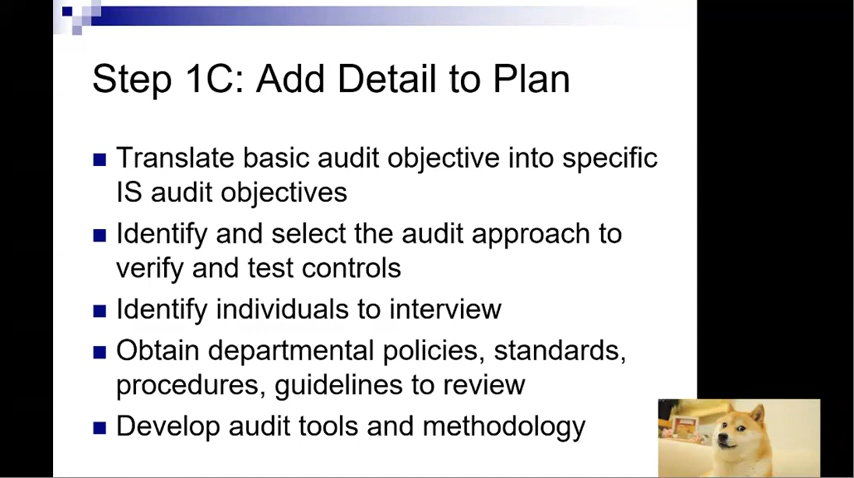 Step 1C: Add Detail to Plan
Translate basic audit objective into specific
IS audit objectives
Identify and select the audit approach to
verify and test controls
Identify individuals to interview
Obtain departmental policies, standards,
procedures, guidelines to review
Develop audit tools and methodology